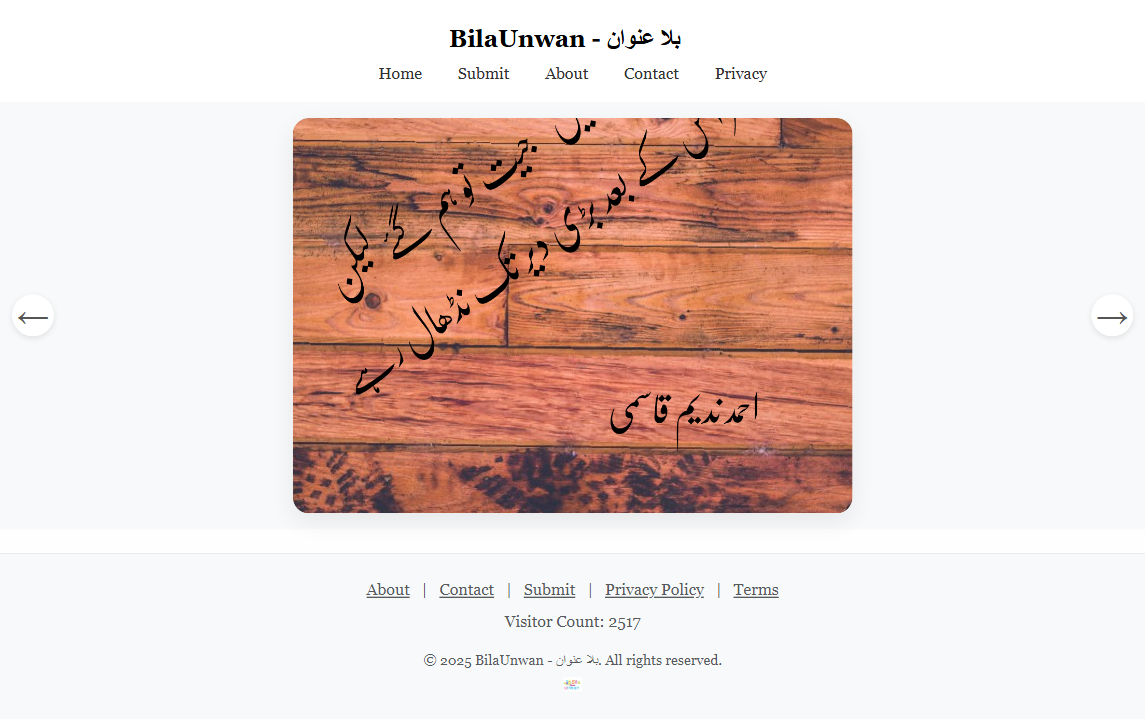 BilaUnwan - بلا عنوان
Home Submit About Contact Privacy
جیت تو ہم گئے لیکن
کے بعد بڑی دیر تک نڈھال رہے
احمد ندیم قاسمی
←
→
About | Contact | Submit | Privacy Policy | Terms
Visitor Count: 2517
© 2025 BilaUnwan - بلا عنوان. All rights reserved.